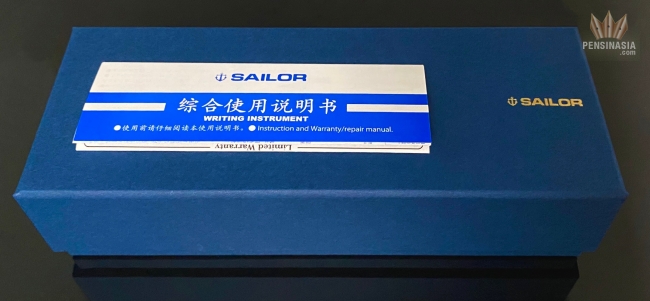 PENSINASIA
.com
SAILOR
综合使用说明书
WRITING INSTRUMENT
●使用前请仔细阅读本使用说明书。 ● Instruction and Warranty/repair manual.
Limited Warranty
SAILOR